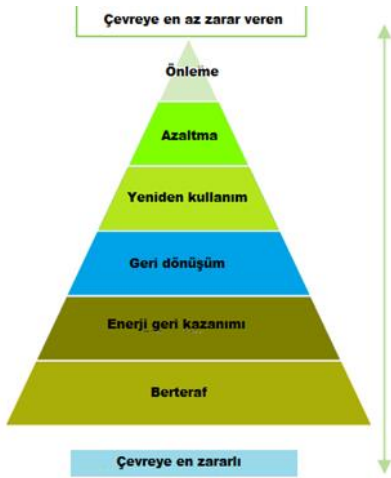 Çevreye en az zarar veren
Önleme
Azaltma
Yeniden kullanım
Geri dönüşüm
Enerji geri kazanımı
Berteraf
Çevreye en zararlı